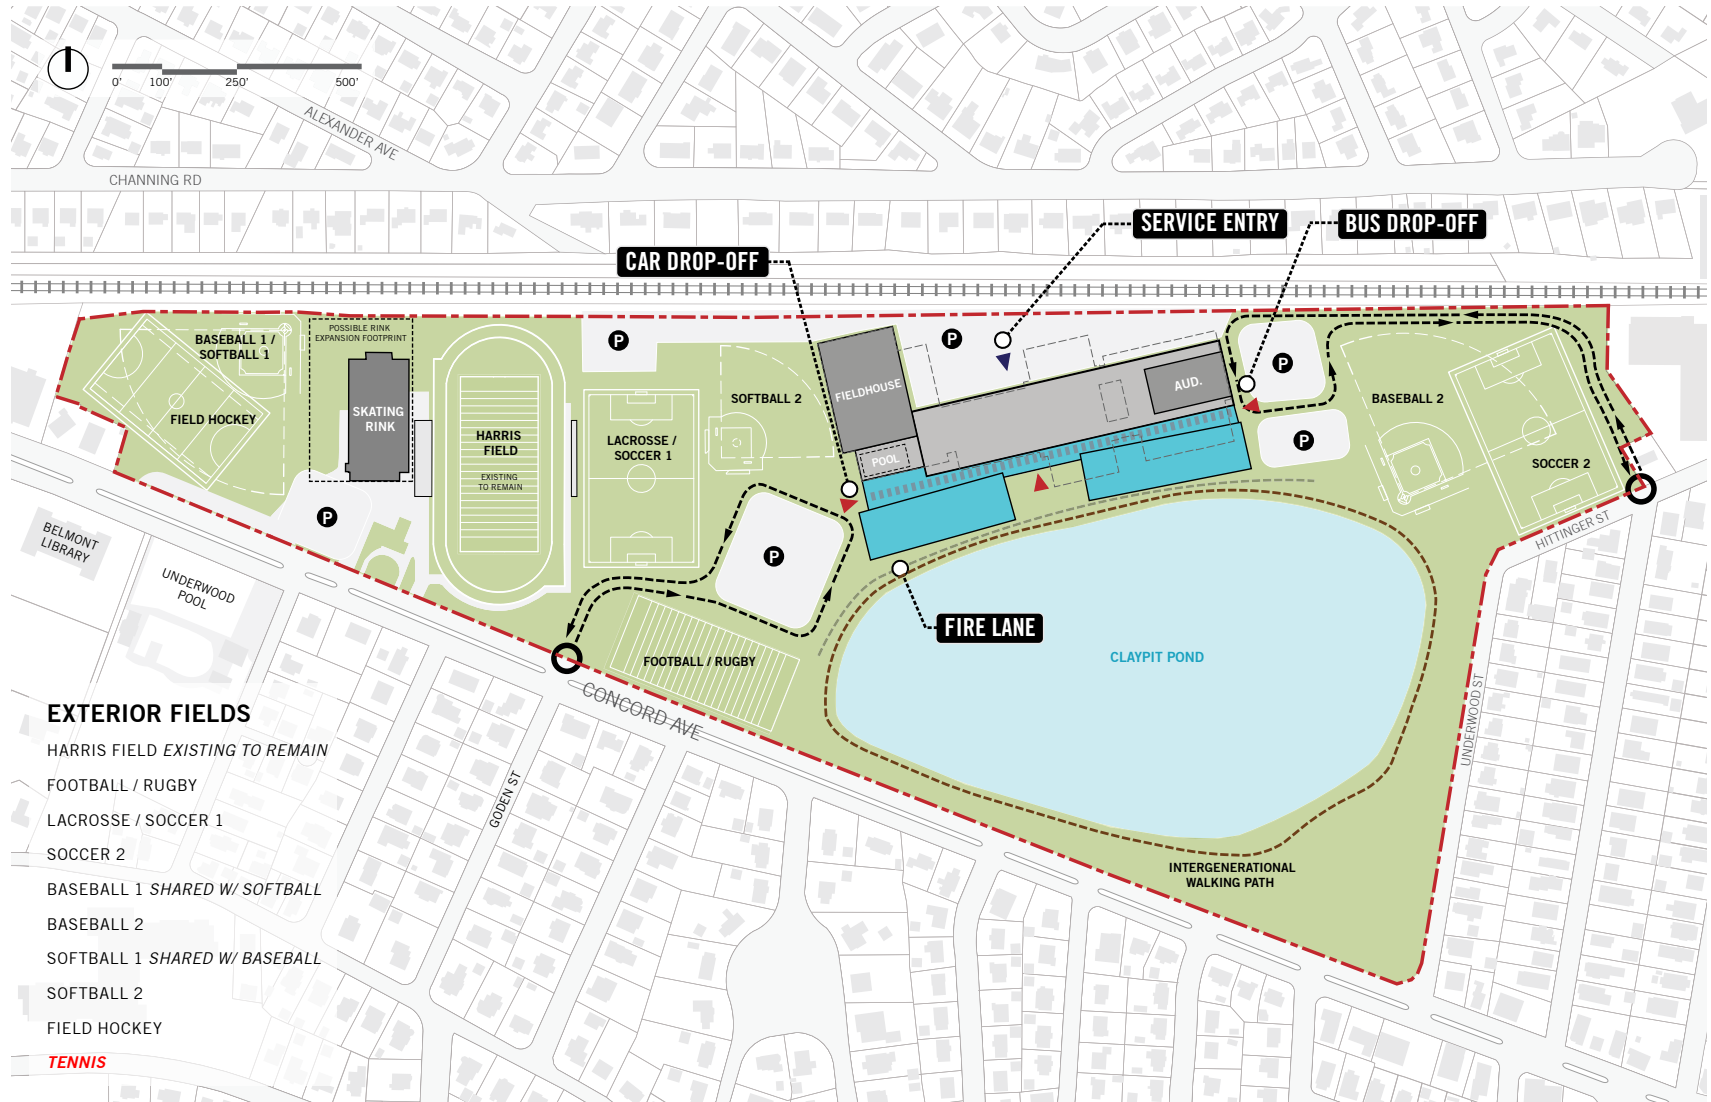 0'
100'
250'
500'
ALEXANDER AVE
CHANNING RD
SERVICE ENTRY
BUS DROP-OFF
CAR DROP-OFF
POSSIBLE RINK
EXPANSION FOOTPRINT
BASEBALL 1 /
SOFTBALL 1
P
P
P
FIELDHOUSE
AUD.
SOFTBALL 2
BASEBALL 2
FIELD HOCKEY
SKATING
RINK
HARRIS
FIELD
EXISTING
TO REMAIN
LACROSSE /
SOCCER 1
P
POOL
SOCCER 2
P
P
HITTINGER ST
BELMONT
LIBRARY
UNDERWOOD
POOL
FIRE LANE
FOOTBALL / RUGBY
CLAYPIT POND
CONCORD AVE
UNDERWOOD ST
GODEN ST
INTERGENERATIONAL
WALKING PATH
EXTERIOR FIELDS
HARRIS FIELD EXISTING TO REMAIN
FOOTBALL / RUGBY
LACROSSE / SOCCER 1
SOCCER 2
BASEBALL 1 SHARED W/ SOFTBALL
BASEBALL 2
SOFTBALL 1 SHARED W/ BASEBALL
SOFTBALL 2
FIELD HOCKEY
TENNIS